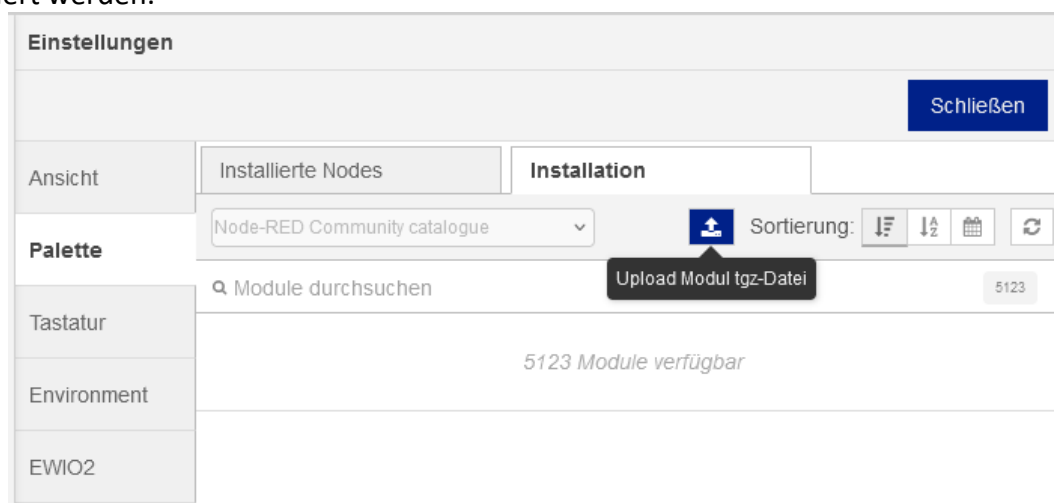 werden.
Einstellungen
Schließen
Ansicht
Installierte Nodes
Installation
Node-RED Community catalogue
Sortierung:
Palette
Upload Modul tgz-Datei
Module durchsuchen
5123
Tastatur
5123 Module verfügbar
Environment
EWIO2